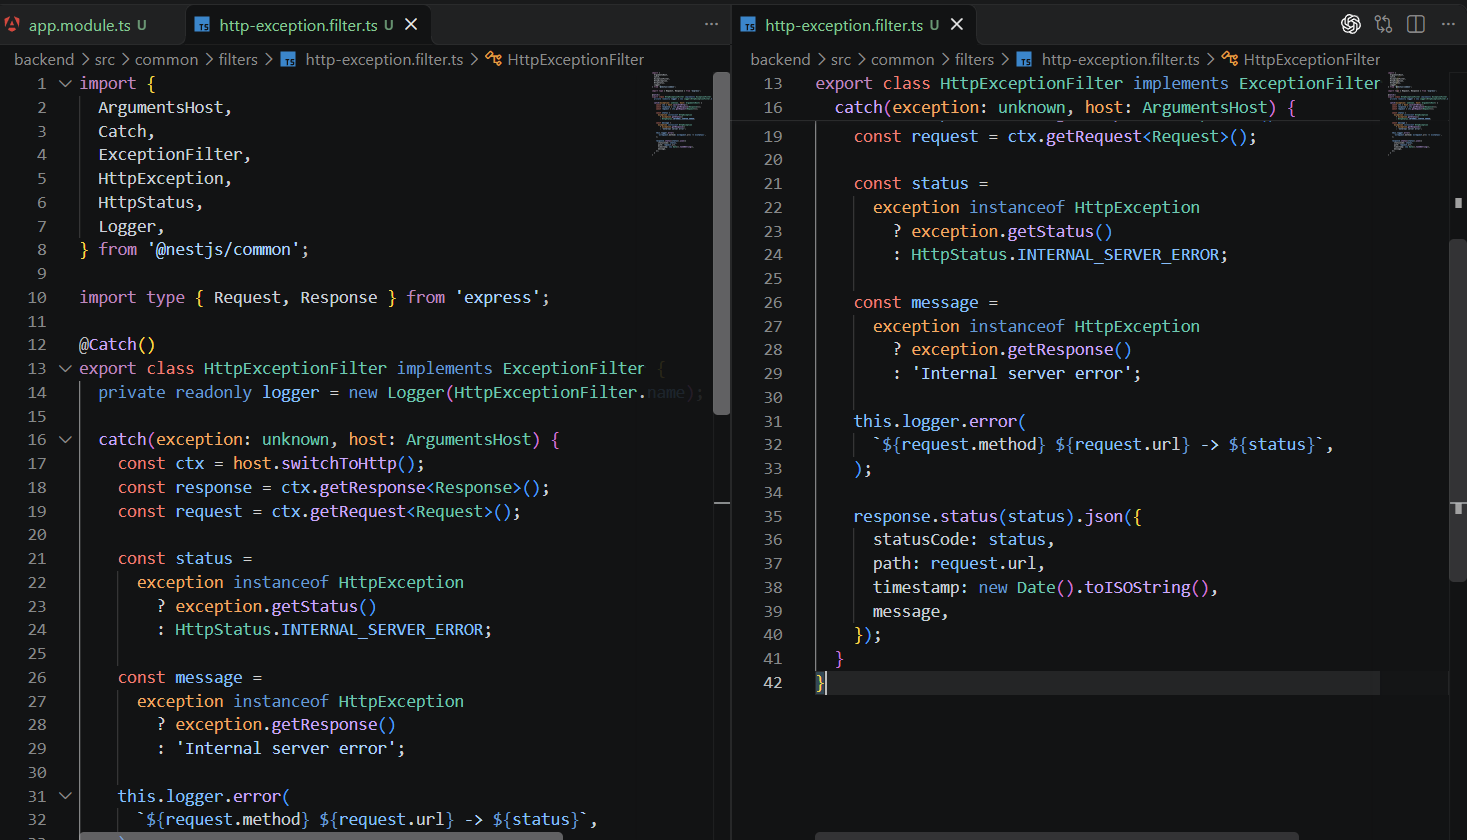 app.module.ts U
http-exception.filter.ts U
backend > src > common > filters > TS http-exception.filter.ts > HttpExceptionFilter
1 import {
2 ArgumentsHost,
3 Catch,
4 ExceptionFilter,
5 HttpException,
6 HttpStatus,
7 Logger,
8 } from '@nestjs/common';
9
10 import type { Request, Response } from 'express';
11
12 @Catch()
13 export class HttpExceptionFilter implements ExceptionFilter {
14 private readonly logger = new Logger(HttpExceptionFilter.name);
15
16 catch(exception: unknown, host: ArgumentsHost) {
17 const ctx = host.switchToHttp();
18 const response = ctx.getResponse<Response>();
19 const request = ctx.getRequest<Request>();
20
21 const status =
22 exception instanceof HttpException
23 ? exception.getStatus()
24 : HttpStatus.INTERNAL_SERVER_ERROR;
25
26 const message =
27 exception instanceof HttpException
28 ? exception.getResponse()
29 : 'Internal server error';
30
31 this.logger.error(
32 `${request.method} ${request.url} -> ${status}`,
TS http-exception.filter.ts U
backend > src > common > filters > TS http-exception.filter.ts > HttpExceptionFilter
13 export class HttpExceptionFilter implements ExceptionFilter
16 catch(exception: unknown, host: ArgumentsHost) {
19 const request = ctx.getRequest<Request>();
20
21 const status =
22 exception instanceof HttpException
23 ? exception.getStatus()
24 : HttpStatus.INTERNAL_SERVER_ERROR;
25
26 const message =
27 exception instanceof HttpException
28 ? exception.getResponse()
29 : 'Internal server error';
30
31 this.logger.error(
32 `${request.method} ${request.url} -> ${status}`,
33 );
34
35 response.status(status).json({
36 statusCode: status,
37 path: request.url,
38 timestamp: new Date().toISOString(),
39 message,
40 });
41 }
42 }